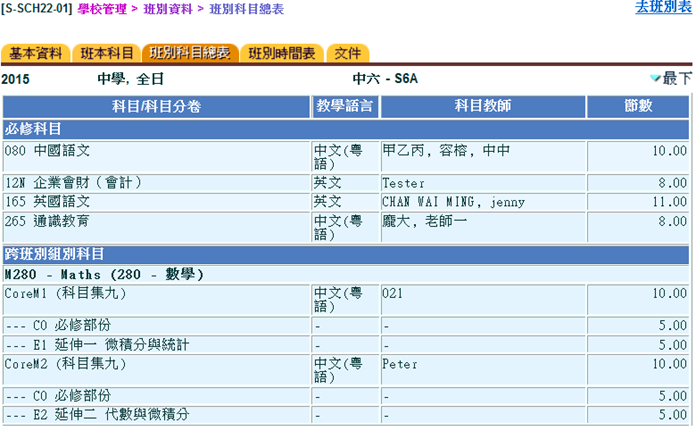 [S-SCH22-01] 學校管理 > 班別資料 > 班別科目總表 去班別表
基本資料 班本科目 班別科目總表 班別時間表 文件
2015 中學, 全日 中六 - S6A 最下
科目/科目分卷 教學語言 科目教師 節數
必修科目
080 中國語文 中文(粵語) 甲乙丙, 容榕, 中中 10.00
12N 企業會財（會計） 英文 Tester 8.00
165 英國語文 英文 CHAN WAI MING, jenny 11.00
265 通識教育 中文(粵語) 龐大, 老師一 8.00
跨班別組別科目
M280 - Maths (280 - 數學)
CoreM1 (科目集九) 中文(粵語) 021 10.00
--- C0 必修部份 - - 5.00
--- E1 延伸一 微積分與統計 - - 5.00
CoreM2 (科目集九) 中文(粵語) Peter 10.00
--- C0 必修部份 - - 5.00
--- E2 延伸二 代數與微積分 - - 5.00